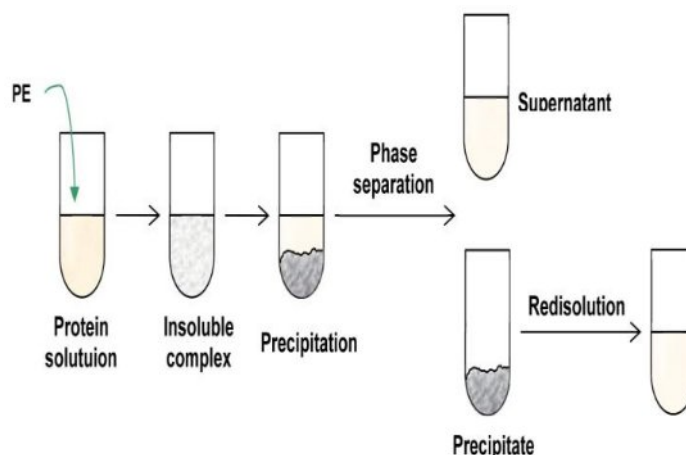 PE
Supernatant
Phase
separation
Protein
solutuion
Insoluble
complex
Precipitation
Redisolution
Precipitate